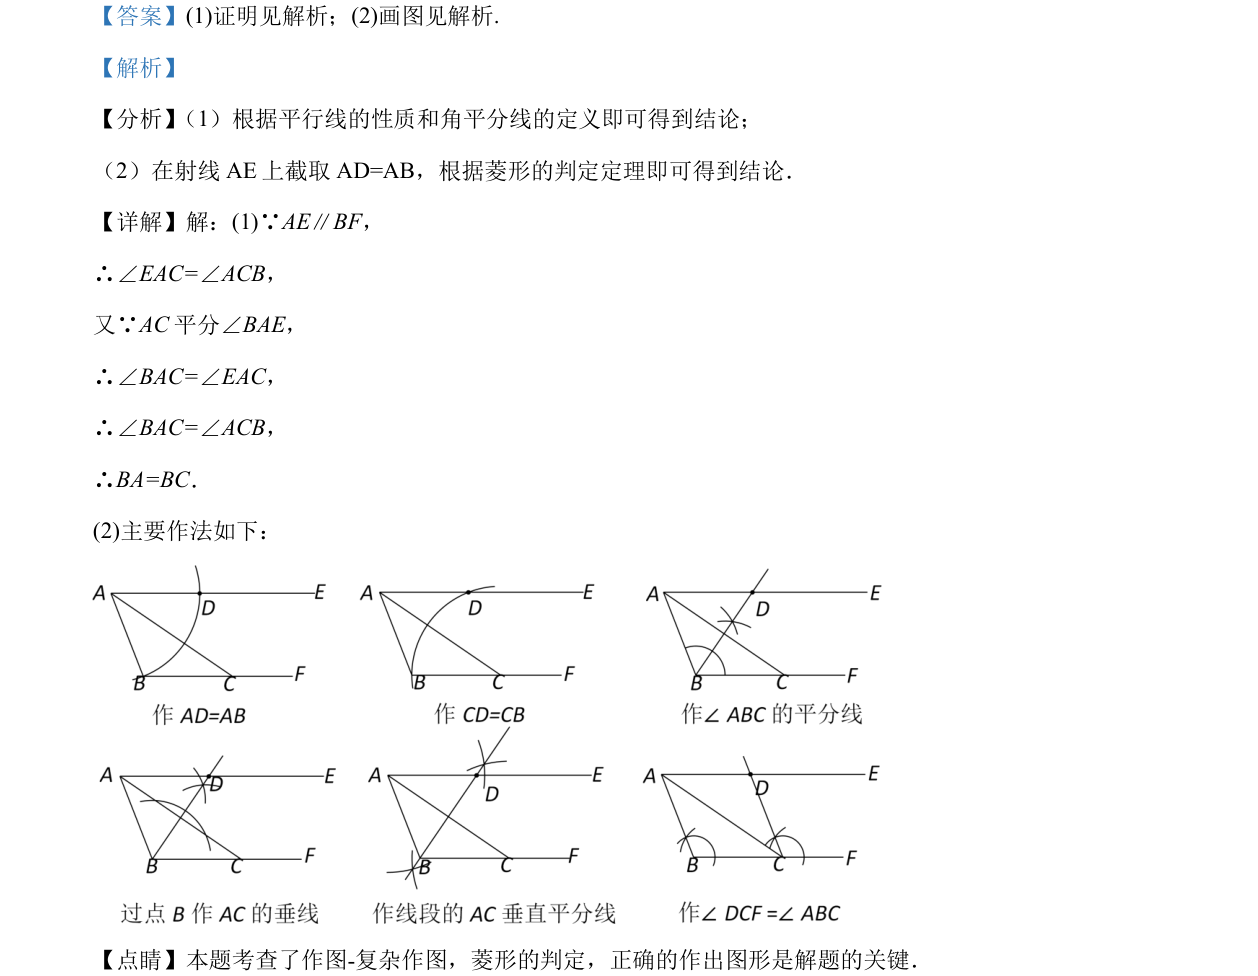 【答案】(1)证明见解析；(2)画图见解析.
【解析】
【分析】（1）根据平行线的性质和角平分线的定义即可得到结论；
（2）在射线 AE 上截取 AD=AB，根据菱形的判定定理即可得到结论．
【详解】解：(1)∵AE∥BF，
∴∠EAC=∠ACB，
又∵AC 平分∠BAE，
∴∠BAC=∠EAC，
∴∠BAC=∠ACB，
∴BA=BC．
(2)主要作法如下：
A D E B C F
A D E B C F
A D E B C F
作 AD=AB
作 CD=CB
作∠ ABC 的平分线
A D E B C F
A D E B C F
A D E B C F
过点 B 作 AC 的垂线
作线段的 AC 垂直平分线
作∠ DCF =∠ ABC
【点睛】本题考查了作图-复杂作图，菱形的判定，正确的作出图形是解题的关键．